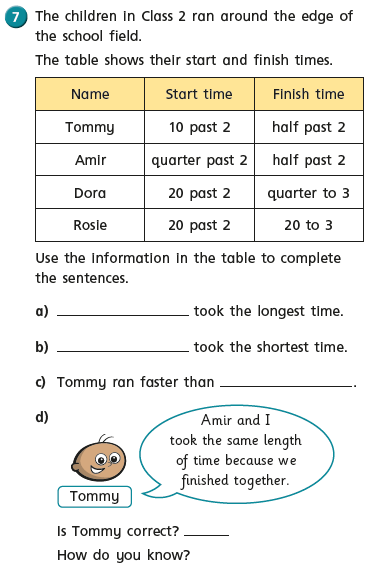 7 The children in Class 2 ran around the edge of
the school field.
The table shows their start and finish times.
Name Start time Finish time
Tommy 10 past 2 half past 2
Amir quarter past 2 half past 2
Dora 20 past 2 quarter to 3
Rosie 20 past 2 20 to 3
Use the information in the table to complete
the sentences.
a) ____________ took the longest time.
b) ____________ took the shortest time.
c) Tommy ran faster than ____________.
d)
Amir and I
took the same length
of time because we
finished together.
Tommy
Is Tommy correct? ____
How do you know?